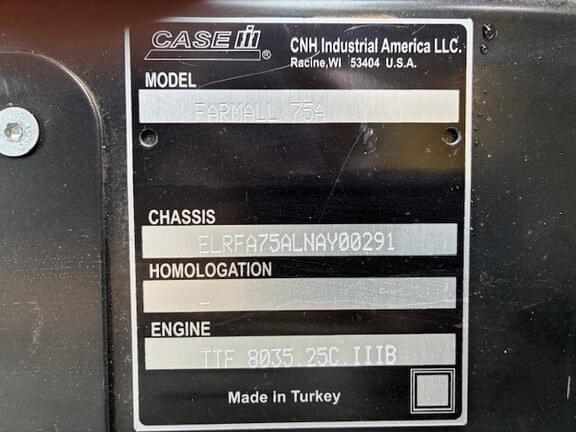 CASE IH ®
CNH Industrial America LLC.
Racine,WI 53404 U.S.A.
MODEL
FARMALL 75A
CHASSIS
ELRFA75ALNAY00291
HOMOLOGATION
-
ENGINE
TTF 8035.25C.IIIB
Made in Turkey